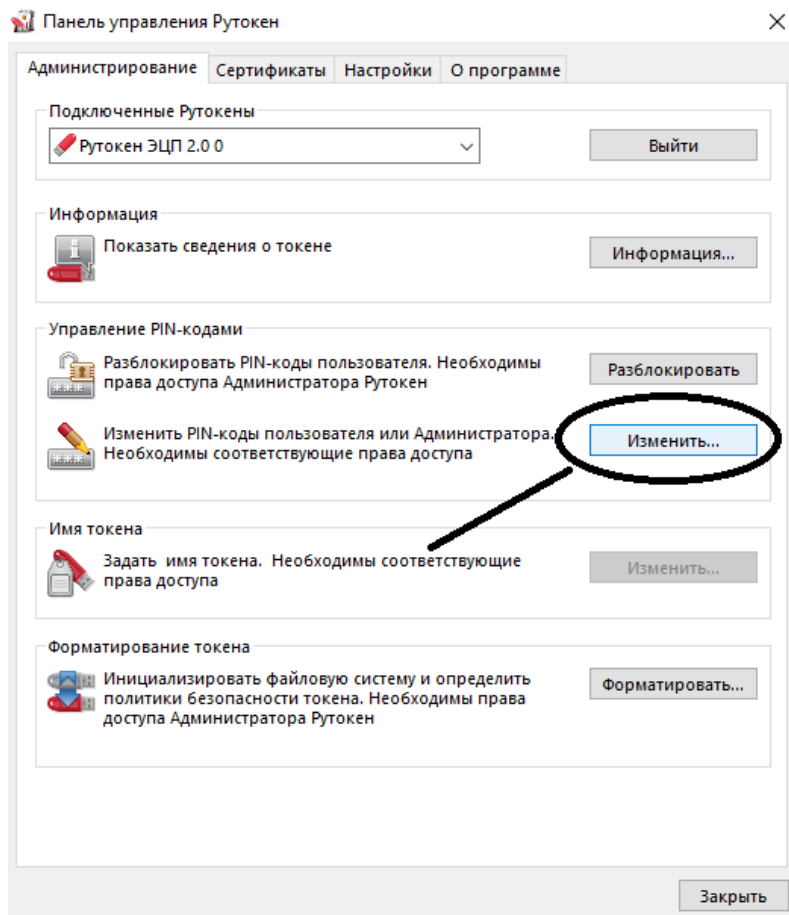 Панель управления Рутокен
Администрирование Сертификаты Настройки О программе
Подключенные Рутокены
Рутокен ЭЦП 2.0 0
Выйти
Информация
Показать сведения о токене
Информация...
Управление PIN-кодами
Разблокировать PIN-коды пользователя. Необходимы
права доступа Администратора Рутокен
Разблокировать
Изменить PIN-коды пользователя или Администратора.
Необходимы соответствующие права доступа
Изменить...
Имя токена
Задать имя токена. Необходимы соответствующие
права доступа
Изменить...
Форматирование токена
Инициализировать файловую систему и определить
политики безопасности токена. Необходимы права
доступа Администратора Рутокен
Форматировать...
Закрыть